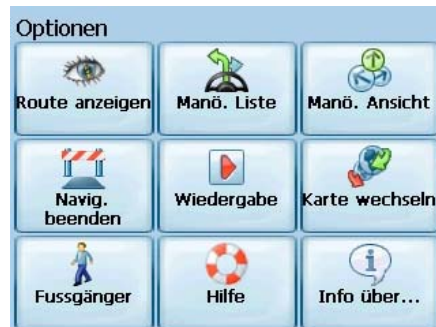 Optionen
Route anzeigen
Manö. Liste
Manö. Ansicht
Navig.
beenden
Wiedergabe
Karte wechseln
Fussgänger
Hilfe
Info über...